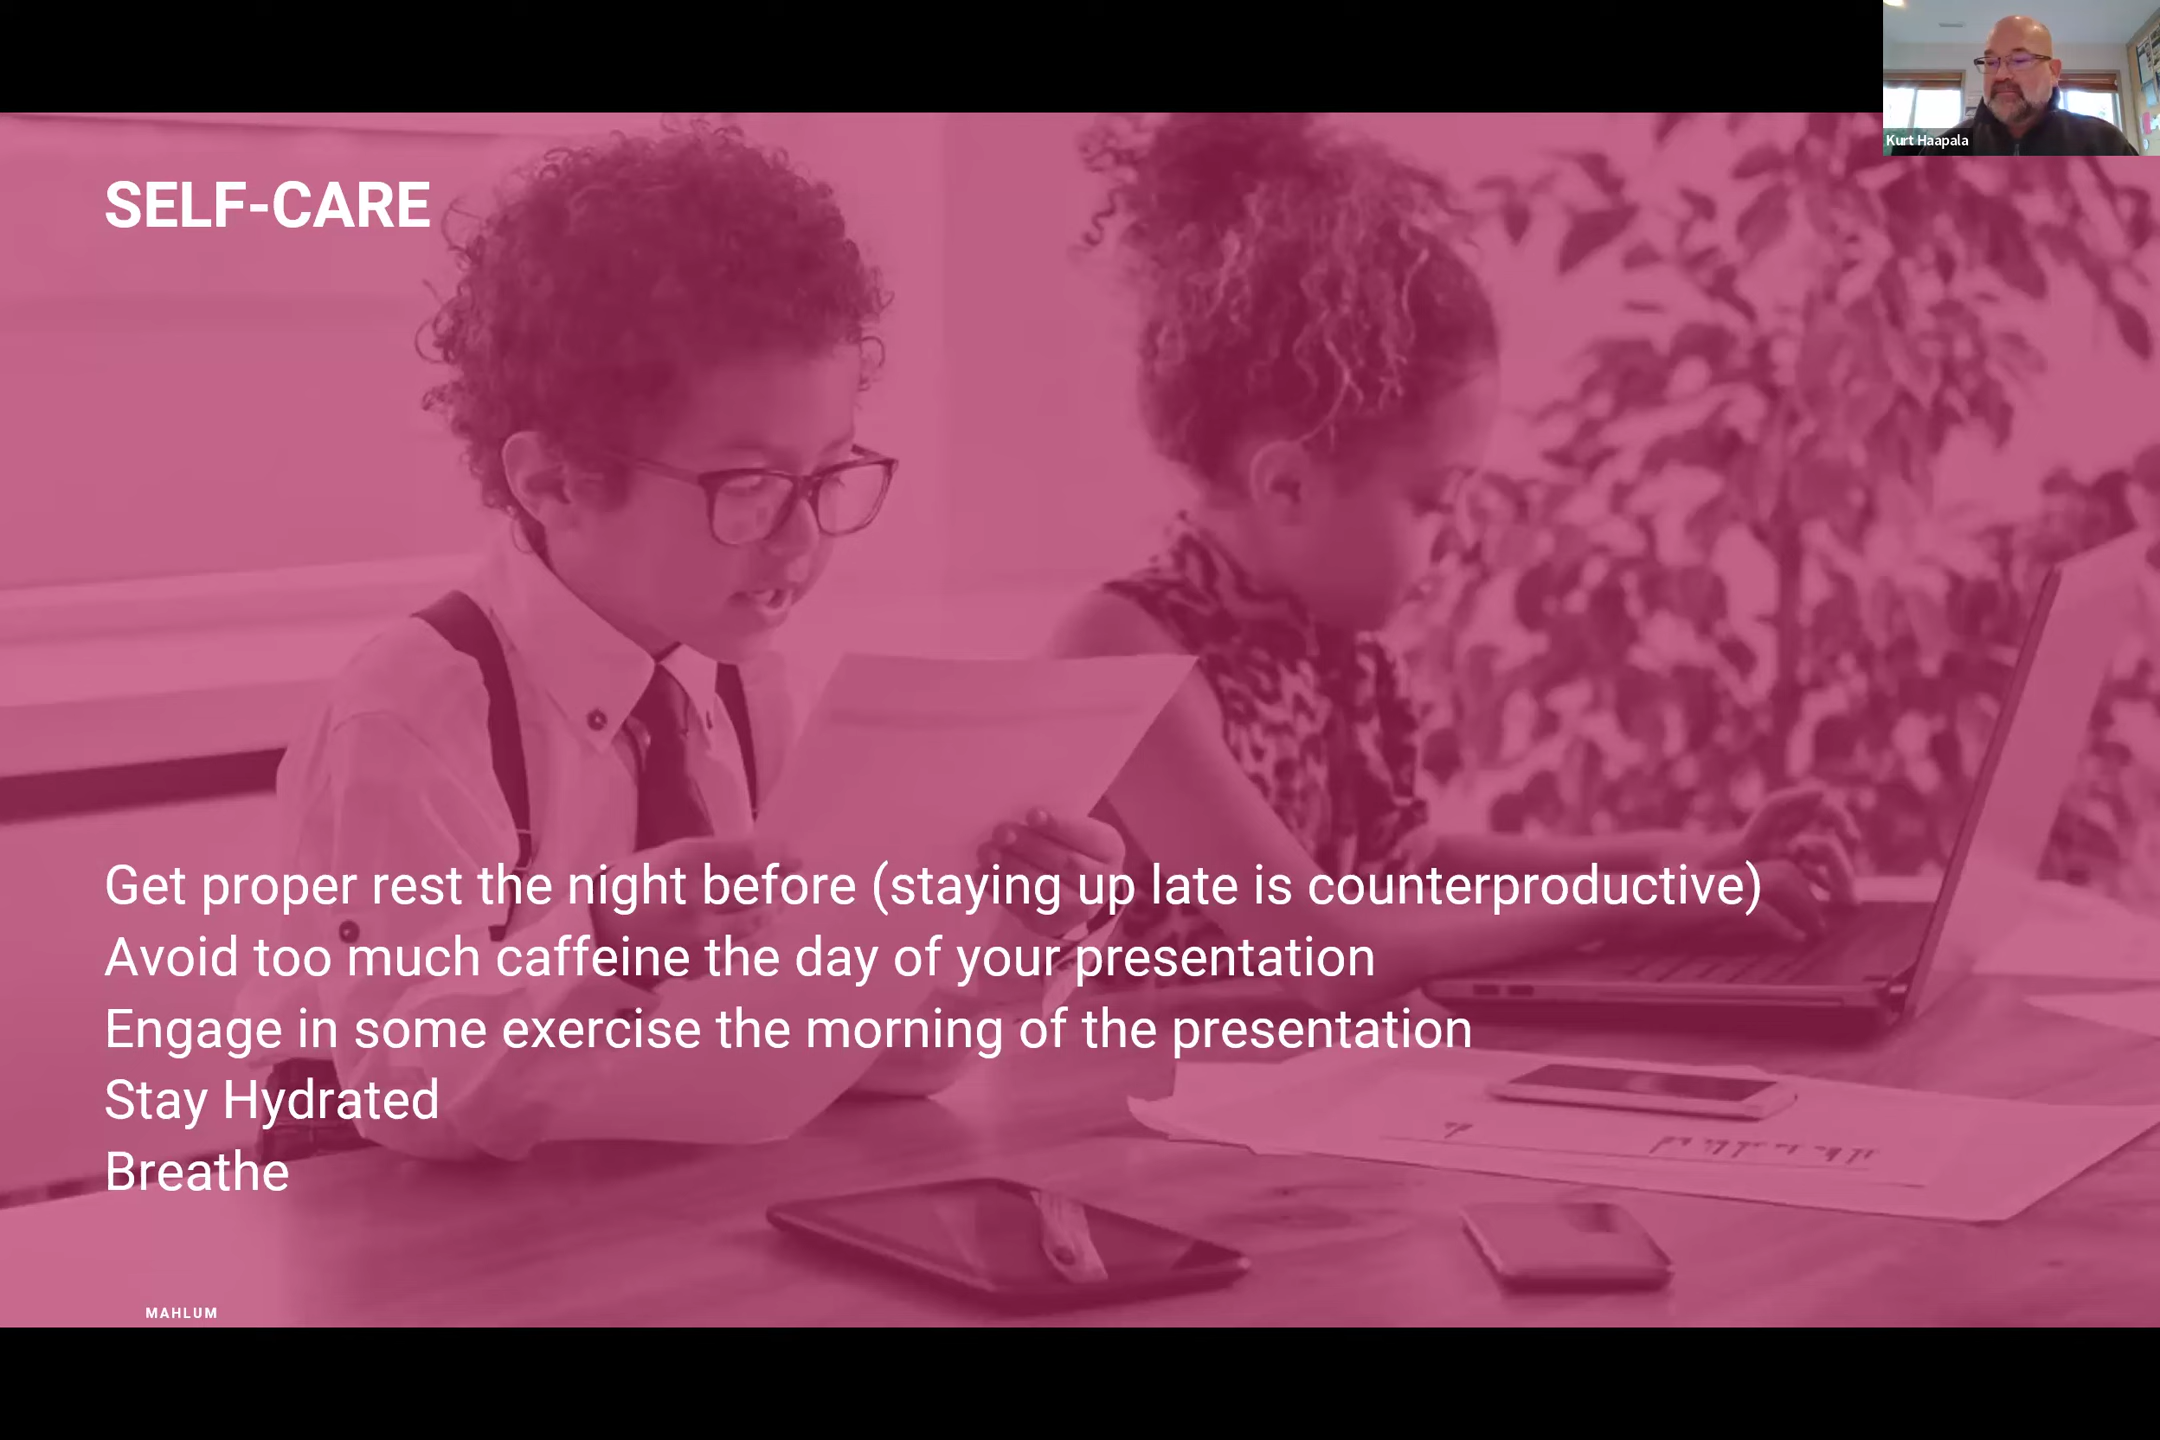 Kurt Haapala
SELF-CARE
Get proper rest the night before (staying up late is counterproductive)
Avoid too much caffeine the day of your presentation
Engage in some exercise the morning of the presentation
Stay Hydrated
Breathe
MAHLUM